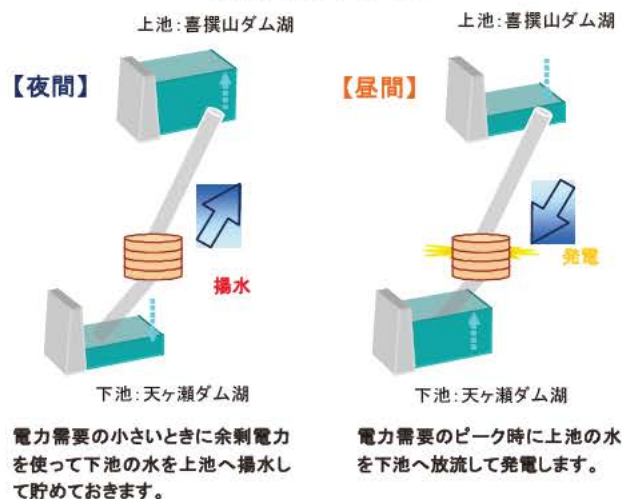 上池：喜撰山ダム湖
【夜間】
揚水
下池：天ヶ瀬ダム湖
電力需要の小さいときに余剰電力
を使って下池の水を上池へ揚水し
て貯めておきます。
上池：喜撰山ダム湖
【昼間】
発電
下池：天ヶ瀬ダム湖
電力需要のピーク時に上池の水
を下池へ放流して発電します。